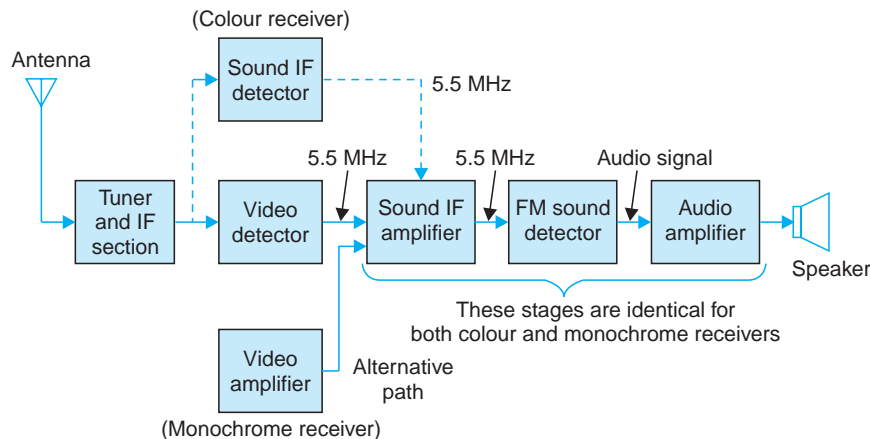 (Colour receiver)
Antenna
Sound IF
detector
5.5 MHz
5.5 MHz
5.5 MHz
Audio signal
Tuner
and IF
section
Video
detector
Sound IF
amplifier
FM sound
detector
Audio
amplifier
Speaker
These stages are identical for
both colour and monochrome receivers
Video
amplifier
Alternative
path
(Monochrome receiver)